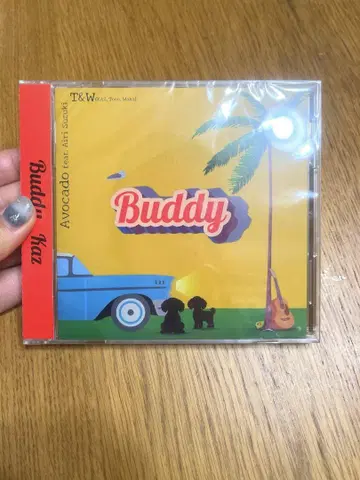 Buddy Kaz
T&W
Avocado feat. Airi Suzuki
Buddy